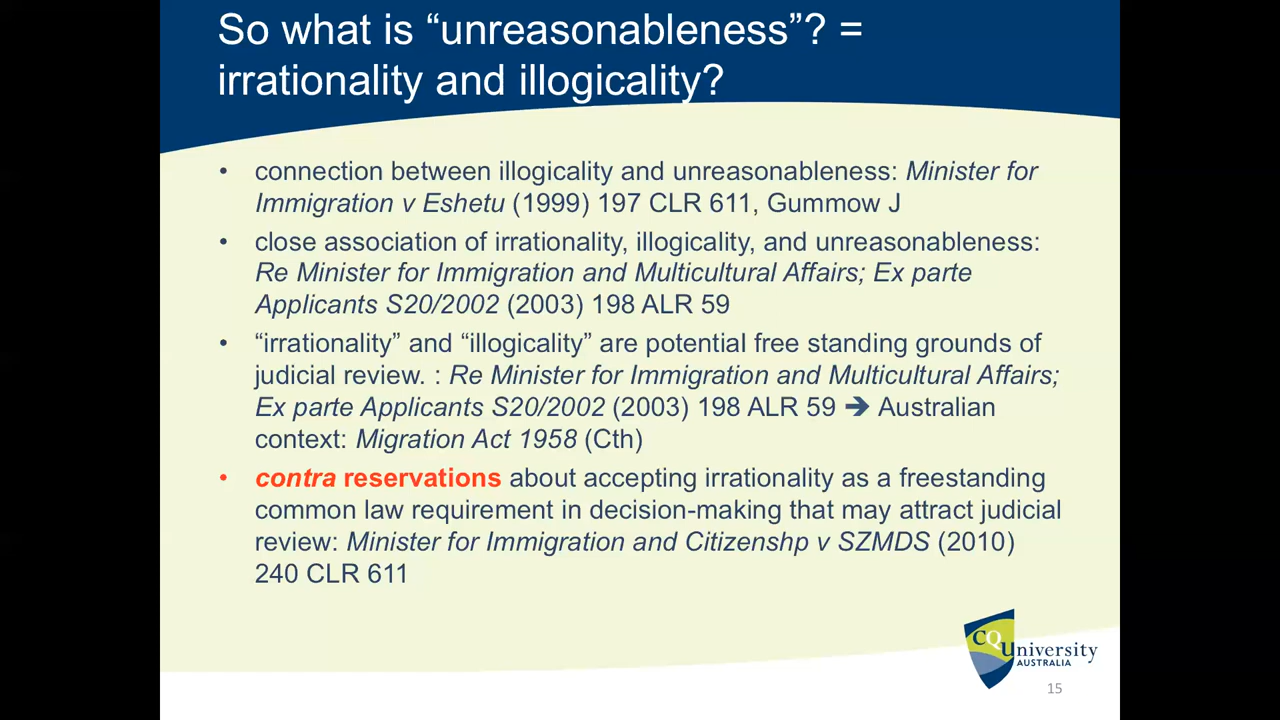 So what is “unreasonableness”? =
irrationality and illogicality?
• connection between illogicality and unreasonableness: Minister for
Immigration v Eshetu (1999) 197 CLR 611, Gummow J
• close association of irrationality, illogicality, and unreasonableness:
Re Minister for Immigration and Multicultural Affairs; Ex parte
Applicants S20/2002 (2003) 198 ALR 59
• “irrationality” and “illogicality” are potential free standing grounds of
judicial review. : Re Minister for Immigration and Multicultural Affairs;
Ex parte Applicants S20/2002 (2003) 198 ALR 59 ➔ Australian
context: Migration Act 1958 (Cth)
• contra reservations about accepting irrationality as a freestanding
common law requirement in decision-making that may attract judicial
review: Minister for Immigration and Citizenshp v SZMDS (2010)
240 CLR 611
CQUniversity
AUSTRALIA
15